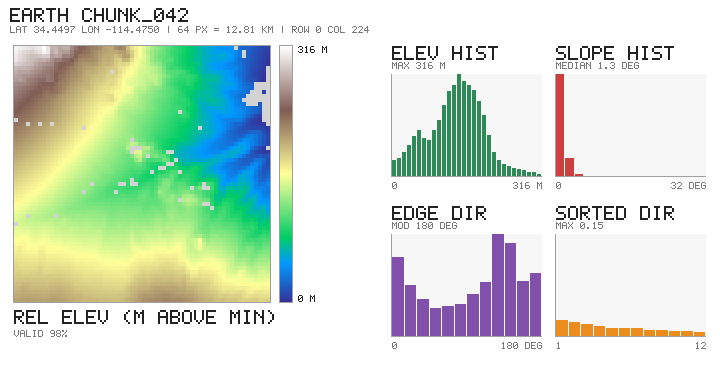 EARTH CHUNK_042
LAT 34.4497 LON -114.4750 | 64 PX = 12.81 KM | ROW 0 COL 224
316 M
0 M
REL ELEV (M ABOVE MIN)
VALID 98%
ELEV HIST
MAX 316 M
0 316 M
SLOPE HIST
MEDIAN 1.3 DEG
0 32 DEG
EDGE DIR
MOD 180 DEG
0 180 DEG
SORTED DIR
MAX 0.15
1 12